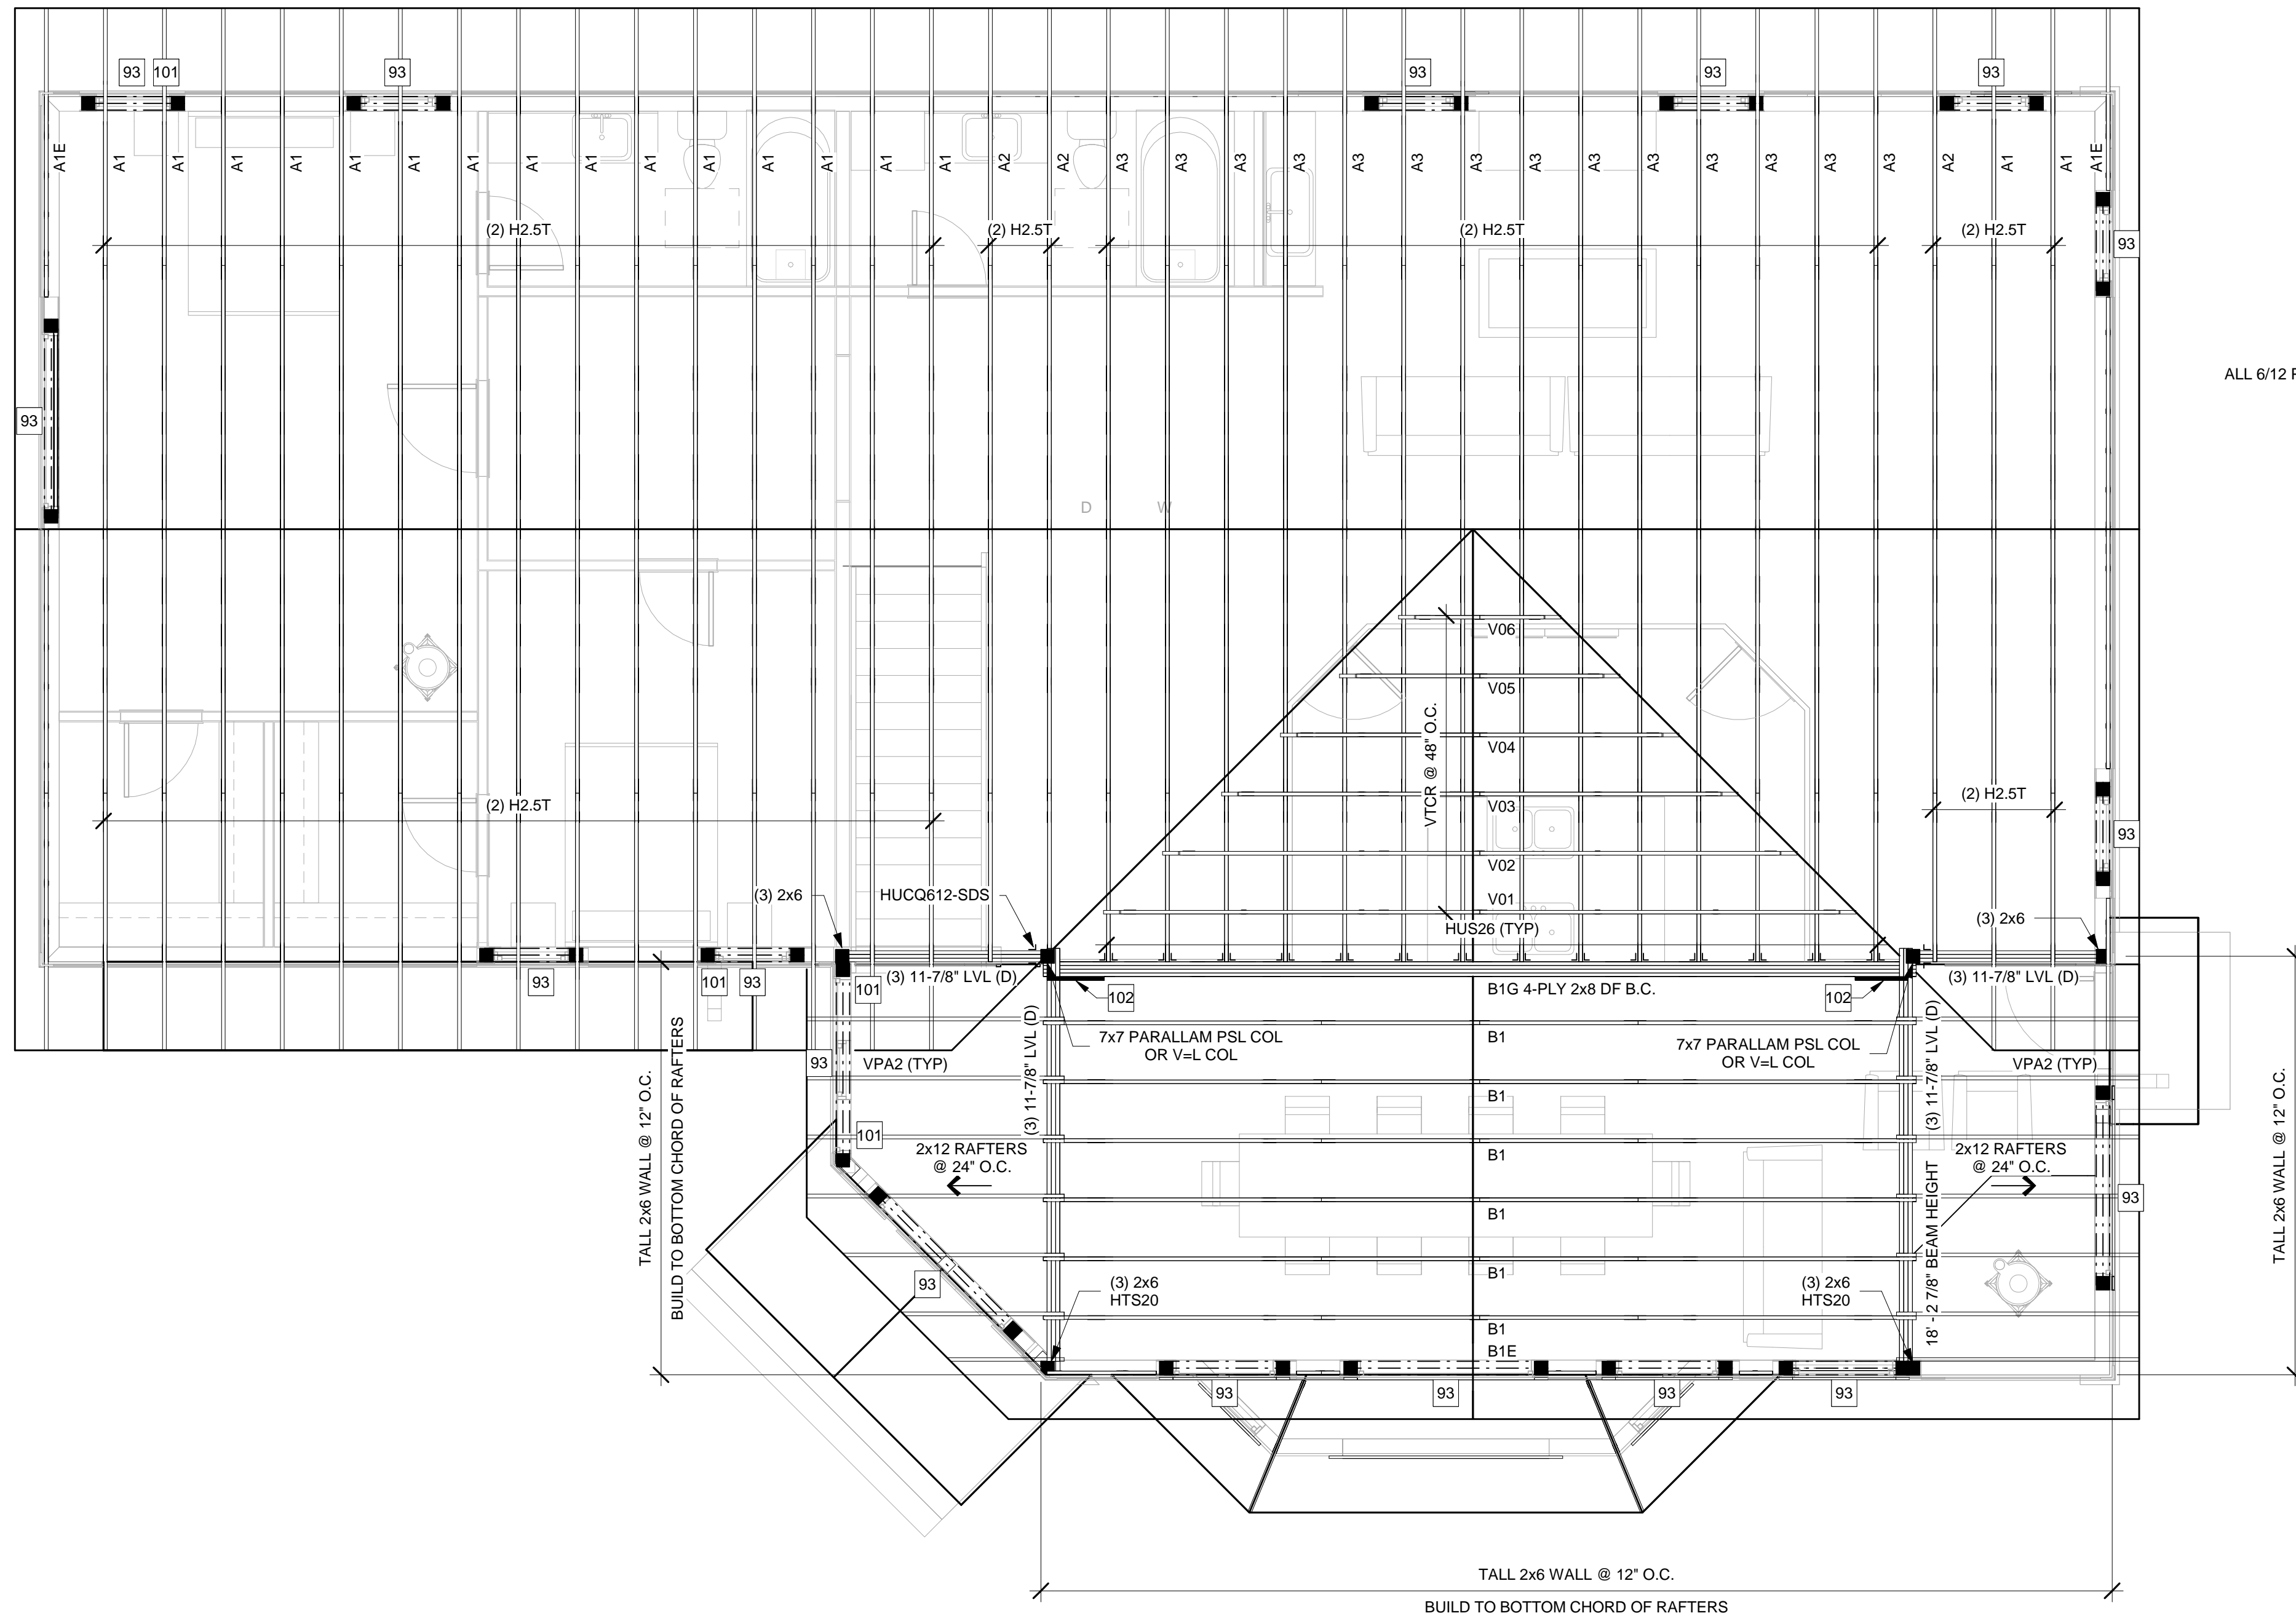 93 101 93 93 93 93
A1E A1 A1 A1 A1 A1 A1 A1 A1 A1 A1 A1 A1 A1 A1 A1 A2 A2 A3 A3 A3 A3 A3 A3 A3 A3 A3 A3 A3 A3 A3 A3 A2 A1 A1 A1E
(2) H2.5T (2) H2.5T (2) H2.5T (2) H2.5T
93
ALL 6/12
93
D W
V06
V05
V04
VTCR @ 48" O.C.
V03
V02
V01
(2) H2.5T
(2) H2.5T
93
(3) 2x6
HUCQ612-SDS
HUS26 (TYP)
(3) 2x6
93
101
93
101
(3) 11-7/8" LVL (D)
102
B1G 4-PLY 2x8 DF B.C.
102
(3) 11-7/8" LVL (D)
7x7 PARALLAM PSL COL
OR V=L COL
7x7 PARALLAM PSL COL
OR V=L COL
B1
93
VPA2 (TYP)
VPA2 (TYP)
(3) 11-7/8" LVL (D)
(3) 11-7/8" LVL (D)
B1
101
2x12 RAFTERS
@ 24" O.C.
B1
2x12 RAFTERS
@ 24" O.C.
93
TALL 2x6 WALL @ 12" O.C.
BUILD TO BOTTOM CHORD OF RAFTERS
B1
18' - 2 7/8" BEAM HEIGHT
TALL 2x6 WALL @ 12" O.C.
93
B1
(3) 2x6
HTS20
(3) 2x6
HTS20
B1
B1E
93 93 93 93
TALL 2x6 WALL @ 12" O.C.
BUILD TO BOTTOM CHORD OF RAFTERS